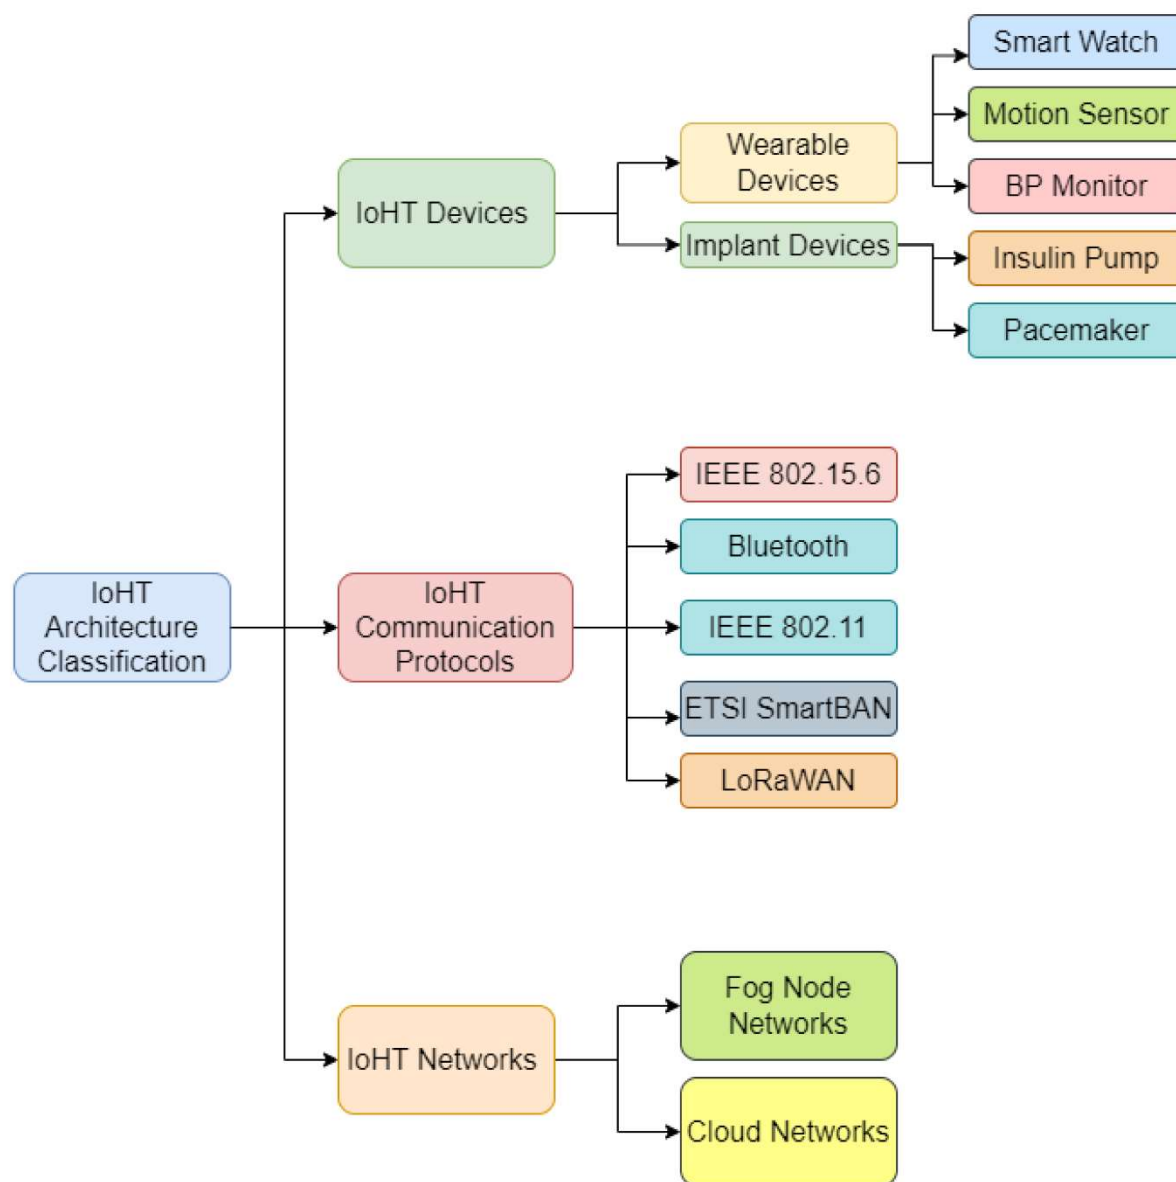 Smart Watch
Motion Sensor
Wearable
Devices
BP Monitor
IoHT Devices
Implant Devices
Insulin Pump
Pacemaker
IEEE 802.15.6
Bluetooth
IoHT
Architecture
Classification
IoHT
Communication
Protocols
IEEE 802.11
ETSI SmartBAN
LoRaWAN
Fog Node
Networks
IoHT Networks
Cloud Networks